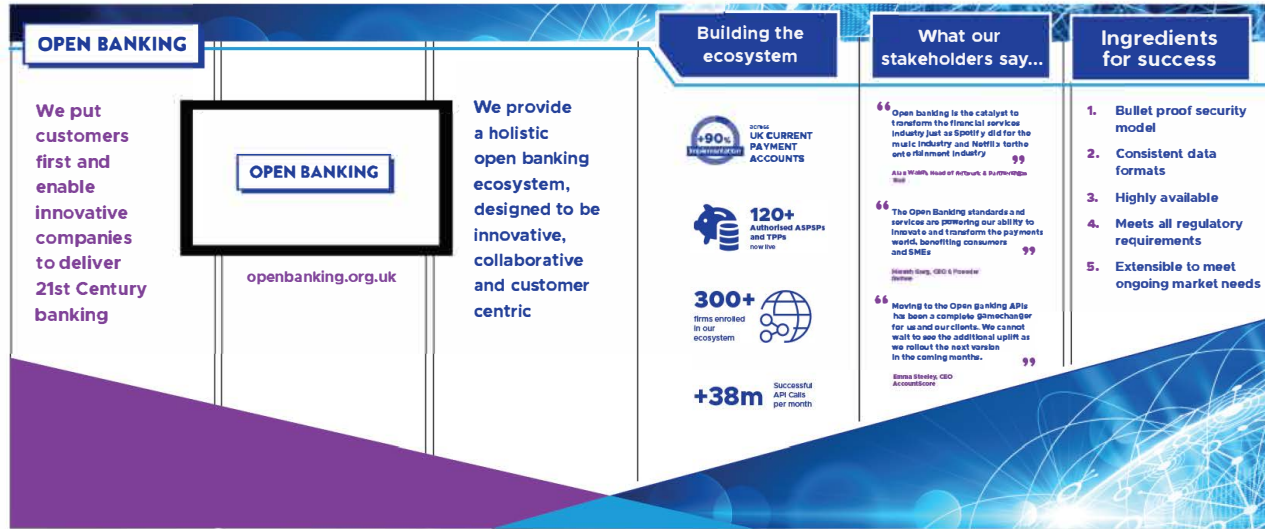 OPEN BANKING
We put
customers
first and
enable
innovative
companies
to deliver
21st Century
banking
OPEN BANKING
openbanking.org.uk
We provide
a holistic
open banking
ecosystem,
designed to be
innovative,
collaborative
and customer
centric
Building the
ecosystem
+90%
Implementation
across
UK CURRENT
PAYMENT
ACCOUNTS
120+
Authorised ASPSPs
and TPPs
now live
300+
firms enrolled
in our
ecosystem
+38m
Successful
API Calls
per month
What our
stakeholders say...
“Open banking is the catalyst to
transform the financial services
industry just as Spotify did for the
music industry and Netflix for the
entertainment industry”
Head of Network & Partnerships
“The Open Banking standards and
services are powering our ability to
innovate and transform the payments
world, benefiting consumers
and SMEs”
CEO & Founder
“Moving to the Open Banking APIs
has been a complete gamechanger
for us and our clients. We cannot
wait to see the additional uplift as
we rollout the next version
in the coming months.”
Emma Steeley, CEO
AccountScore
Ingredients
for success
1. Bullet proof security
model
2. Consistent data
formats
3. Highly available
4. Meets all regulatory
requirements
5. Extensible to meet
ongoing market needs